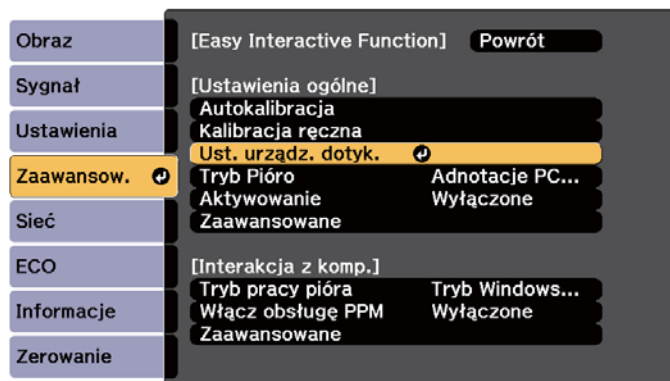 Obraz
Sygnał
Ustawienia
Zaawansow.
Sieć
ECO
Informacje
Zerowanie
[Easy Interactive Function] Powrót
[Ustawienia ogólne]
Autokalibracja
Kalibracja ręczna
Ust. urządz. dotyk.
Tryb Pióro Adnotacje PC...
Aktywowanie Wyłączone
Zaawansowane
[Interakcja z komp.]
Tryb pracy pióra Tryb Windows...
Włącz obsługę PPM Wyłączone
Zaawansowane